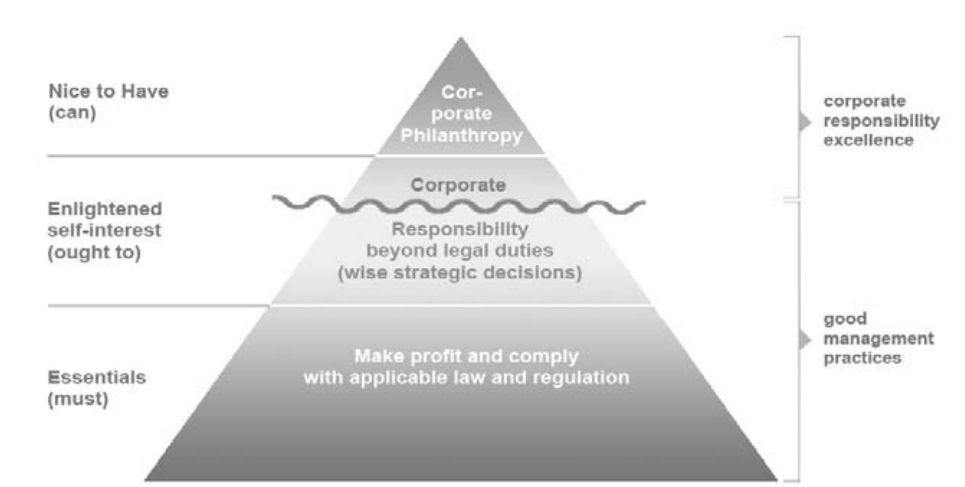 Nice to Have
(can)
Cor-
porate
Philanthropy
corporate
responsibility
excellence
Enlightened
self-interest
(ought to)
Corporate
Responsibility
beyond legal duties
(wise strategic decisions)
good
management
practices
Essentials
(must)
Make profit and comply
with applicable law and regulation